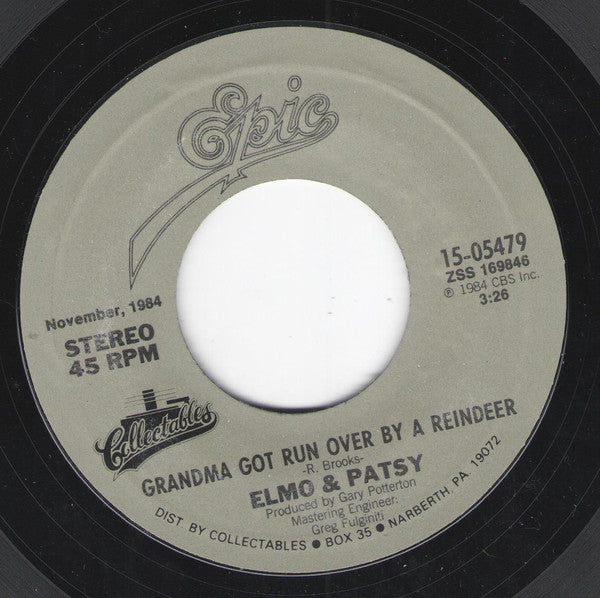 Epic
15-05479
ZSS 169846
℗ 1984 CBS Inc.
3:26
November, 1984
STEREO
45 RPM
Collectables
GRANDMA GOT RUN OVER BY A REINDEER
-R. Brooks-
ELMO & PATSY
Produced by Gary Potterton
Mastering Engineer:
Greg Fulginiti
DIST BY COLLECTABLES ● BOX 35 ● NARBERTH, PA 19072